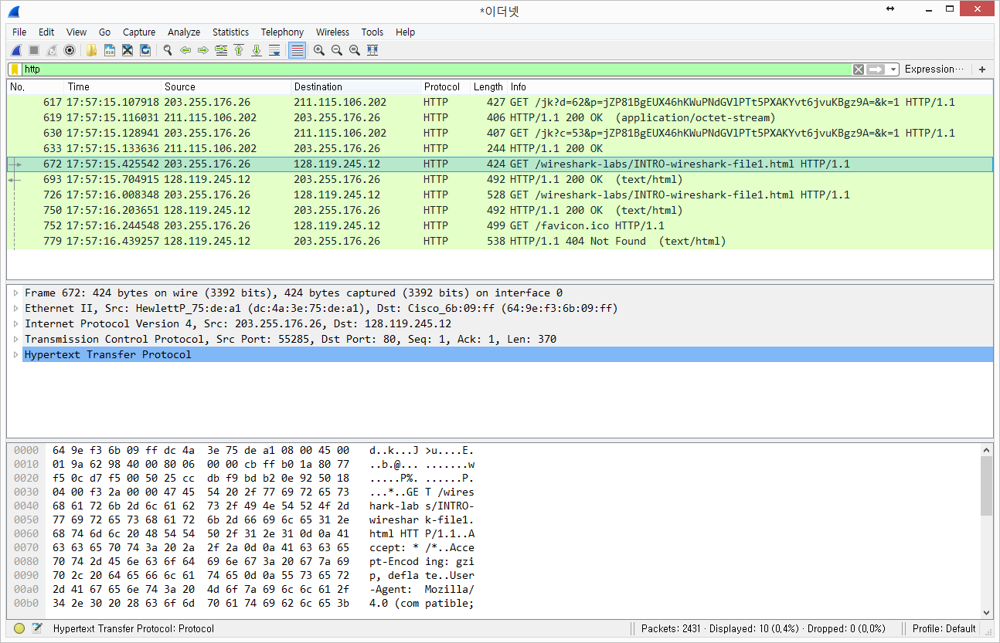 *이더넷
File Edit View Go Capture Analyze Statistics Telephony Wireless Tools Help
http Expression… +
No. Time Source Destination Protocol Length Info
617 17:57:15.107918 203.255.176.26 211.115.106.202 HTTP 427 GET /jk?d=62&p=jZP81BgEUX46hKWuPNdGVlPTt5PXAKYvt6jvuKBgz9A=&k=1 HTTP/1.1
619 17:57:15.116031 211.115.106.202 203.255.176.26 HTTP 406 HTTP/1.1 200 OK (application/octet-stream)
630 17:57:15.128941 203.255.176.26 211.115.106.202 HTTP 407 GET /jk?c=53&p=jZP81BgEUX46hKWuPNdGVlPTt5PXAKYvt6jvuKBgz9A=&k=1 HTTP/1.1
633 17:57:15.133636 211.115.106.202 203.255.176.26 HTTP 244 HTTP/1.1 200 OK
672 17:57:15.425542 203.255.176.26 128.119.245.12 HTTP 424 GET /wireshark-labs/INTRO-wireshark-file1.html HTTP/1.1
693 17:57:15.704915 128.119.245.12 203.255.176.26 HTTP 492 HTTP/1.1 200 OK (text/html)
726 17:57:16.008348 203.255.176.26 128.119.245.12 HTTP 528 GET /wireshark-labs/INTRO-wireshark-file1.html HTTP/1.1
750 17:57:16.203651 128.119.245.12 203.255.176.26 HTTP 492 HTTP/1.1 200 OK (text/html)
752 17:57:16.244548 203.255.176.26 128.119.245.12 HTTP 499 GET /favicon.ico HTTP/1.1
779 17:57:16.439257 128.119.245.12 203.255.176.26 HTTP 538 HTTP/1.1 404 Not Found (text/html)
Frame 672: 424 bytes on wire (3392 bits), 424 bytes captured (3392 bits) on interface 0
Ethernet II, Src: HewlettP_75:de:a1 (dc:4a:3e:75:de:a1), Dst: Cisco_6b:09:ff (64:9e:f3:6b:09:ff)
Internet Protocol Version 4, Src: 203.255.176.26, Dst: 128.119.245.12
Transmission Control Protocol, Src Port: 55285, Dst Port: 80, Seq: 1, Ack: 1, Len: 370
Hypertext Transfer Protocol
0000 64 9e f3 6b 09 ff dc 4a 3e 75 de a1 08 00 45 00 d..k...J >u....E.
0010 01 9a 62 98 40 00 80 06 00 00 cb ff b0 1a 80 77 ..b.@... .......w
0020 f5 0c d7 f5 00 50 25 cc db f9 bd b2 0e 92 50 18 .....P%. ......P.
0030 04 00 f3 2a 00 00 47 45 54 20 2f 77 69 72 65 73 ...*..GE T /wires
0040 68 61 72 6b 2d 6c 61 62 73 2f 49 4e 54 52 4f 2d hark-lab s/INTRO-
0050 77 69 72 65 73 68 61 72 6b 2d 66 69 6c 65 31 2e wireshar k-file1.
0060 68 74 6d 6c 20 48 54 54 50 2f 31 2e 31 0d 0a 41 html HTT P/1.1..A
0070 63 63 65 70 74 3a 20 2a 2f 2a 0d 0a 41 63 63 65 ccept: * /*..Acce
0080 70 74 2d 45 6e 63 6f 64 69 6e 67 3a 20 67 7a 69 pt-Encod ing: gzi
0090 70 2c 20 64 65 66 6c 61 74 65 0d 0a 55 73 65 72 p, defla te..User
00a0 2d 41 67 65 6e 74 3a 20 4d 6f 7a 69 6c 6c 61 2f -Agent: Mozilla/
00b0 34 2e 30 20 28 63 6f 6d 70 61 74 69 62 6c 65 3b 4.0 (com patible;
Hypertext Transfer Protocol: Protocol Packets: 2431 · Displayed: 10 (0.4%) · Dropped: 0 (0.0%) Profile: Default